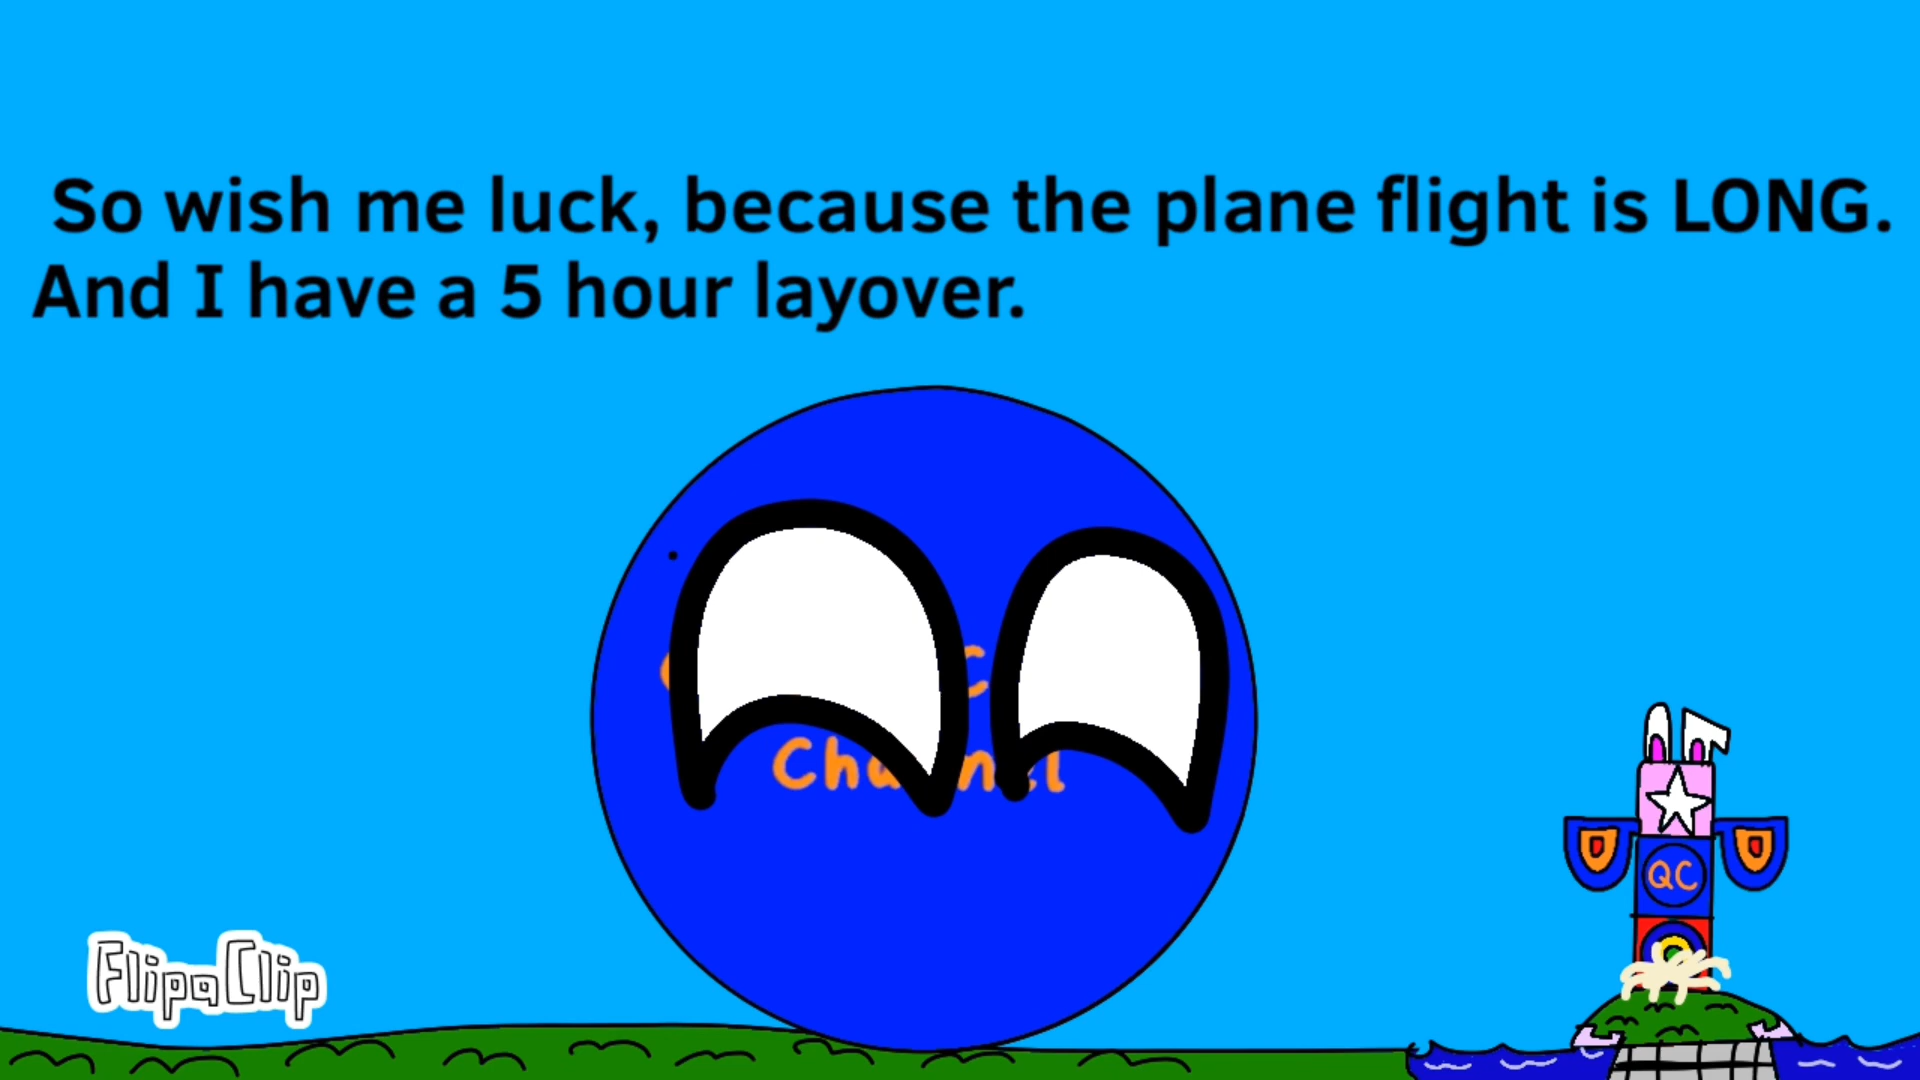 So wish me luck, because the plane flight is LONG.
And I have a 5 hour layover.
QC
FlipaClip